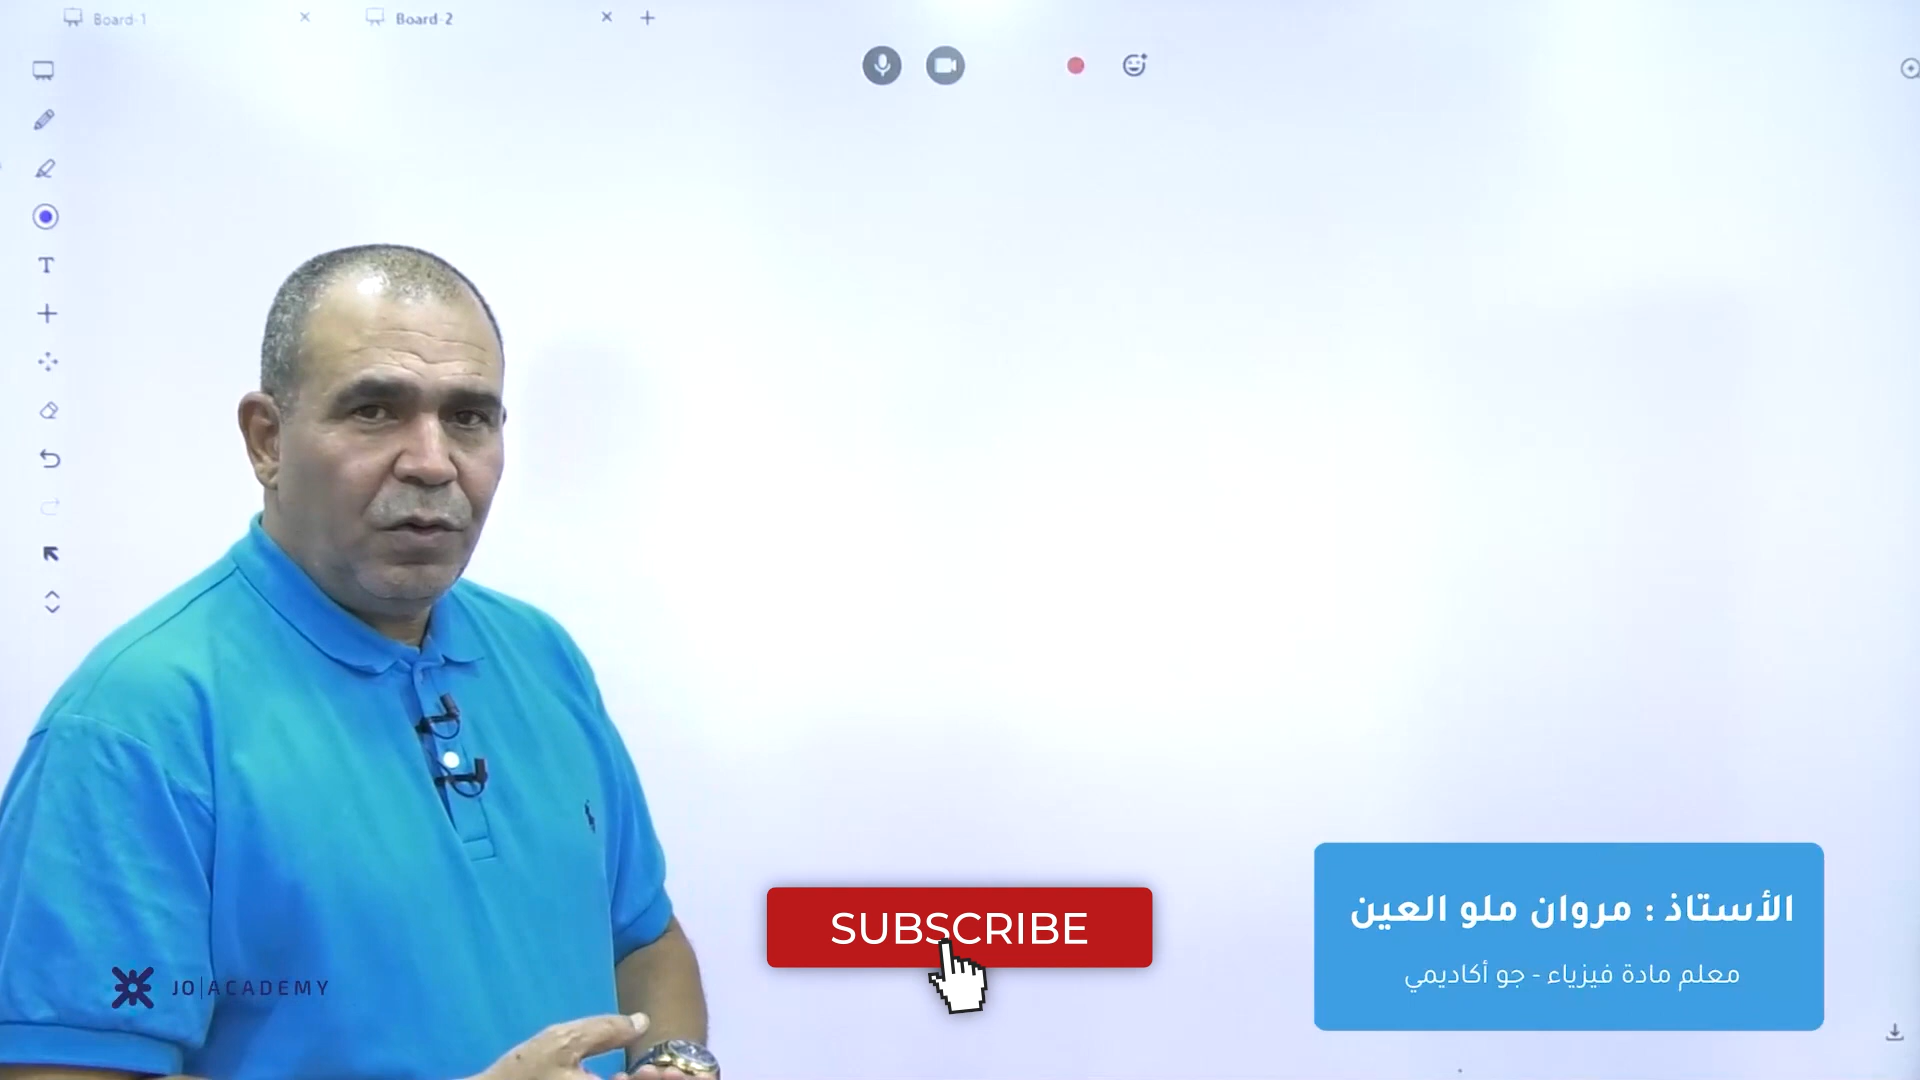 Board-1
Board-2
T
SUBSCRIBE
الأستاذ : مروان ملو العين
معلم مادة فيزياء - جو أكاديمي
JO|ACADEMY